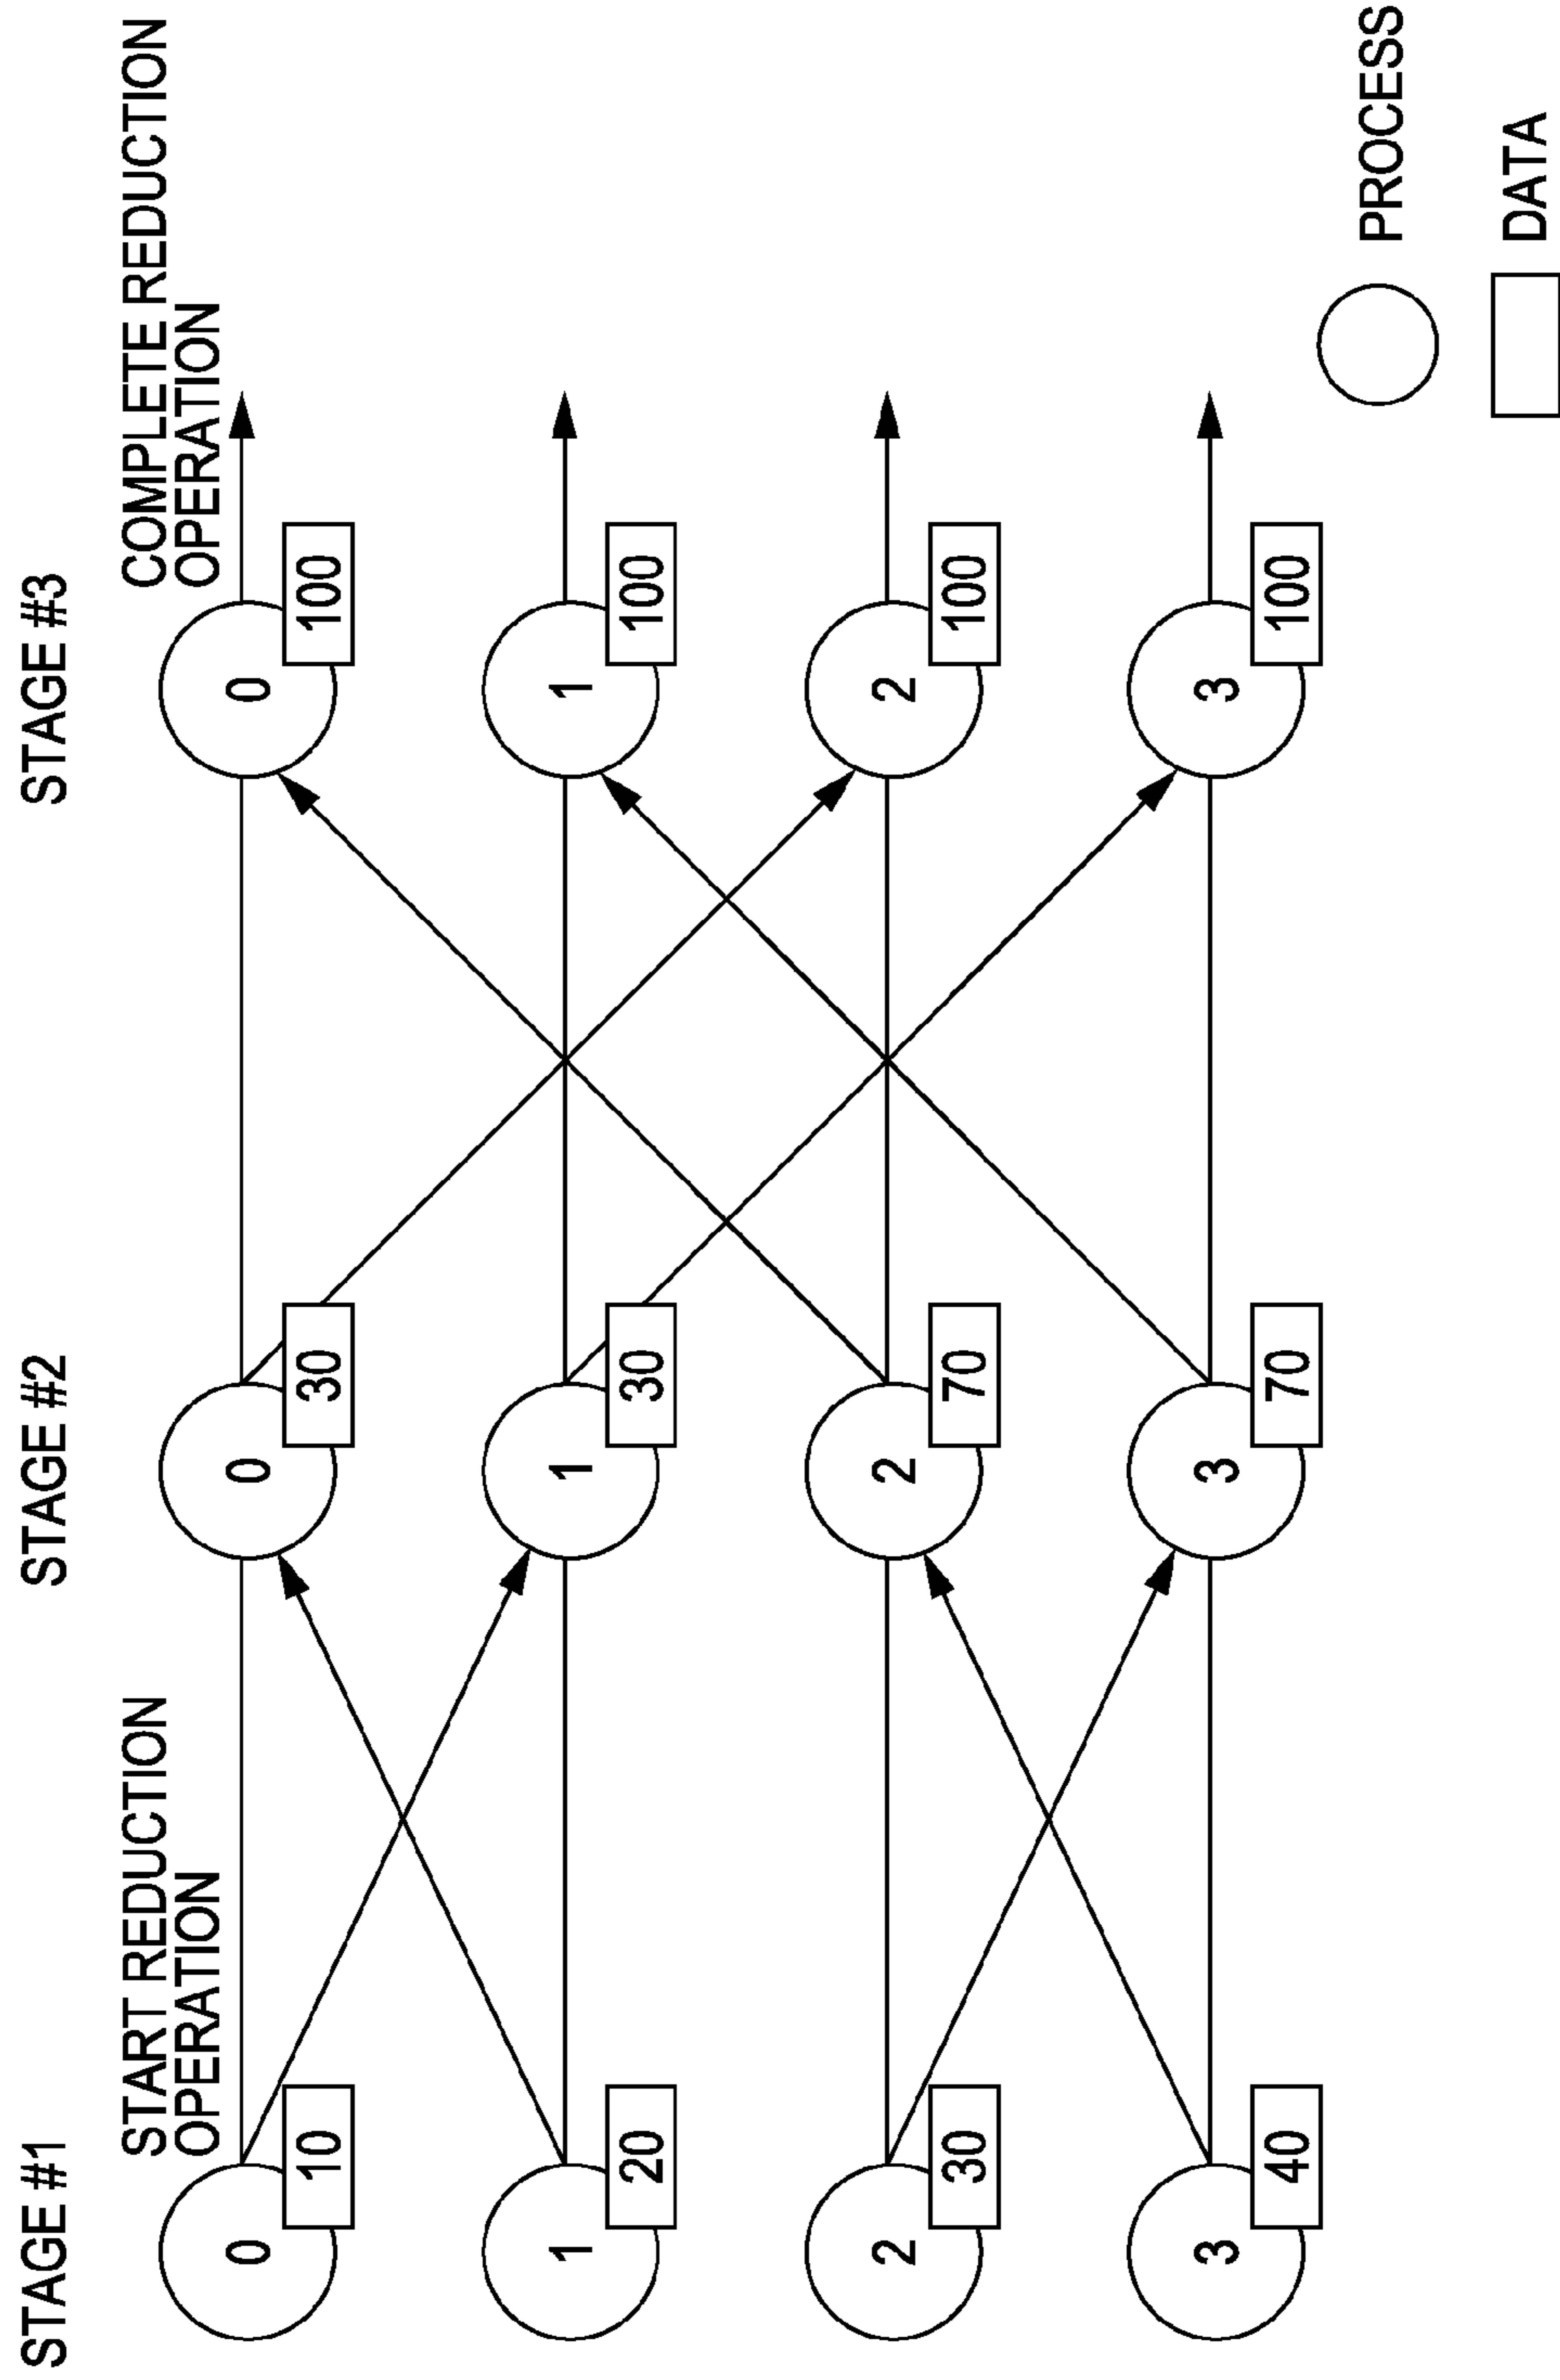 STAGE #1
STAGE #2
STAGE #3
START REDUCTION
OPERATION
COMPLETE REDUCTION
OPERATION
0
10
0
30
0
100
1
20
1
30
1
100
2
30
2
70
2
100
3
40
3
70
3
100
PROCESS
DATA